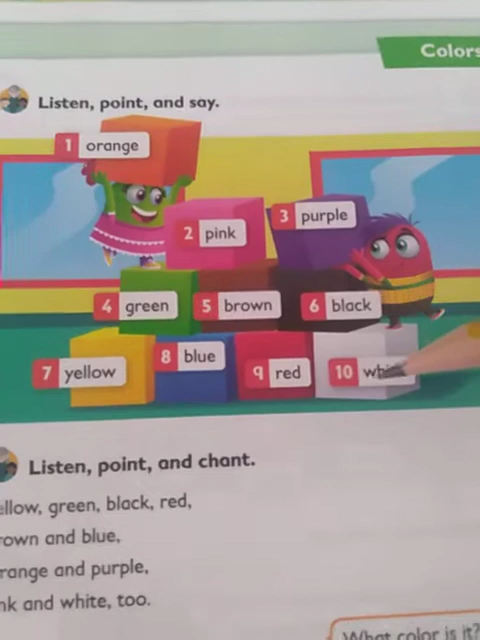 Colors
Listen, point, and say.
1 orange
2 pink
3 purple
4 green
5 brown
6 black
7 yellow
8 blue
9 red
10 whi
Listen, point, and chant.
ellow, green, black, red,
rown and blue,
range and purple,
nk and white, too.
What color is it?